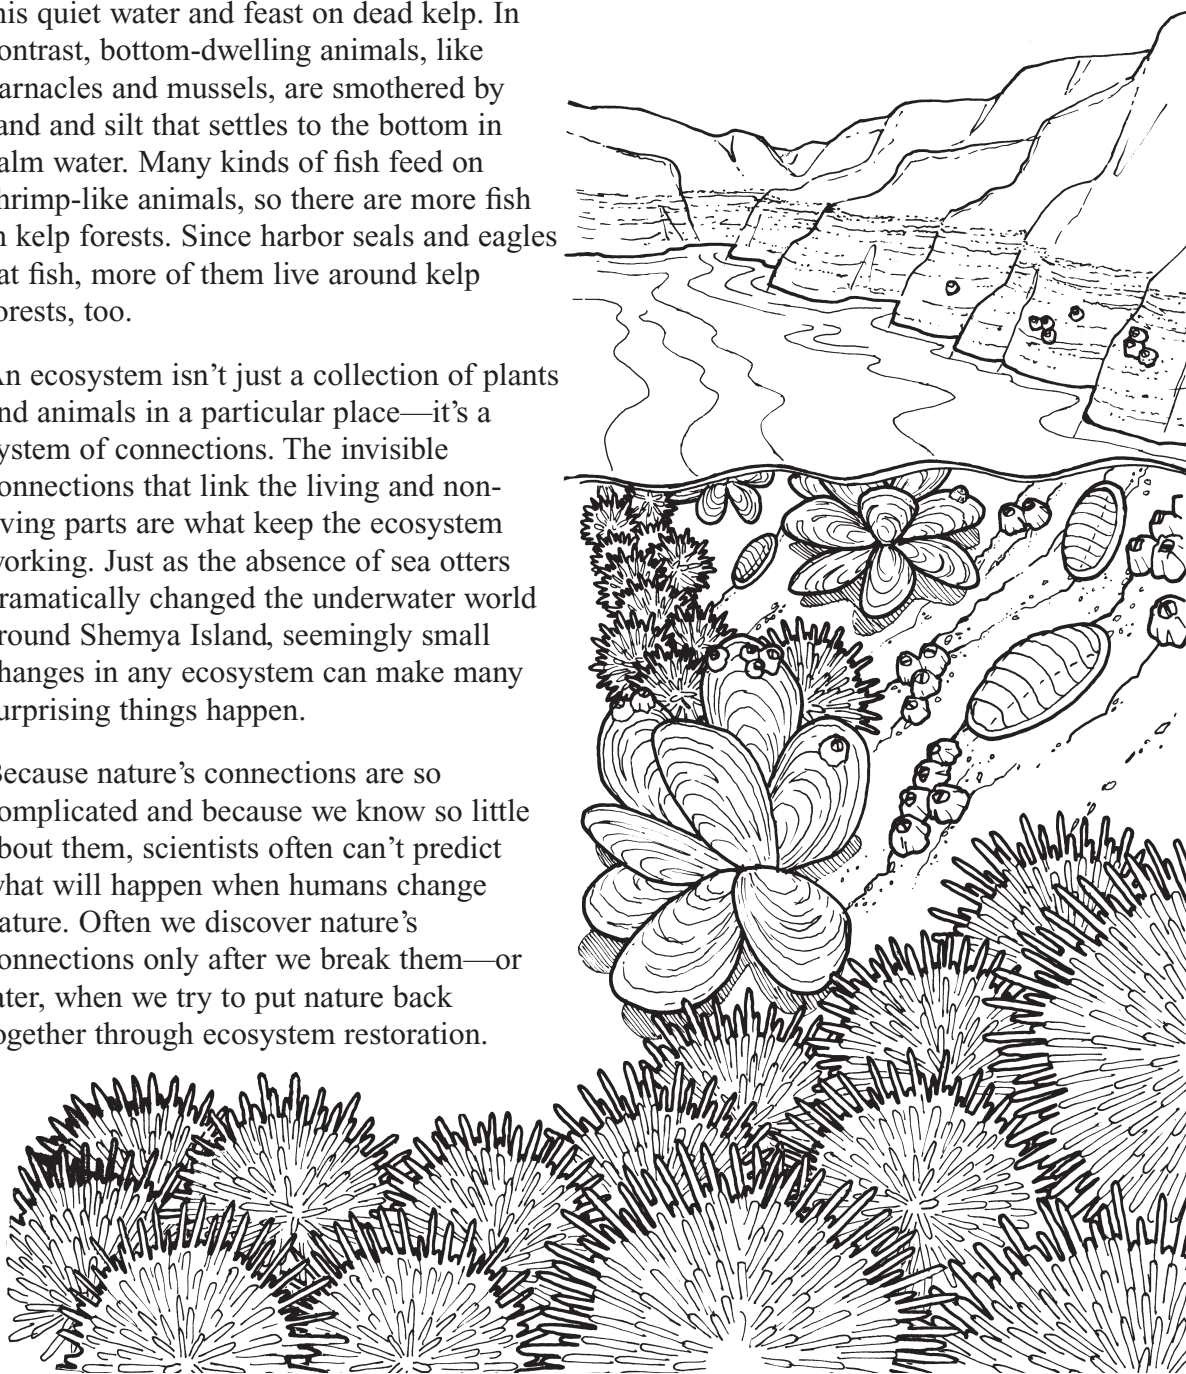 his quiet water and feast on dead kelp. In
ontrast, bottom-dwelling animals, like
arnacles and mussels, are smothered by
and and silt that settles to the bottom in
alm water. Many kinds of fish feed on
hrimp-like animals, so there are more fish
n kelp forests. Since harbor seals and eagles
at fish, more of them live around kelp
orests, too.
An ecosystem isn’t just a collection of plants
nd animals in a particular place—it’s a
ystem of connections. The invisible
onnections that link the living and non-
iving parts are what keep the ecosystem
working. Just as the absence of sea otters
ramatically changed the underwater world
round Shemya Island, seemingly small
hanges in any ecosystem can make many
urprising things happen.
Because nature’s connections are so
omplicated and because we know so little
bout them, scientists often can’t predict
what will happen when humans change
ature. Often we discover nature’s
onnections only after we break them—or
ater, when we try to put nature back
ogether through ecosystem restoration.